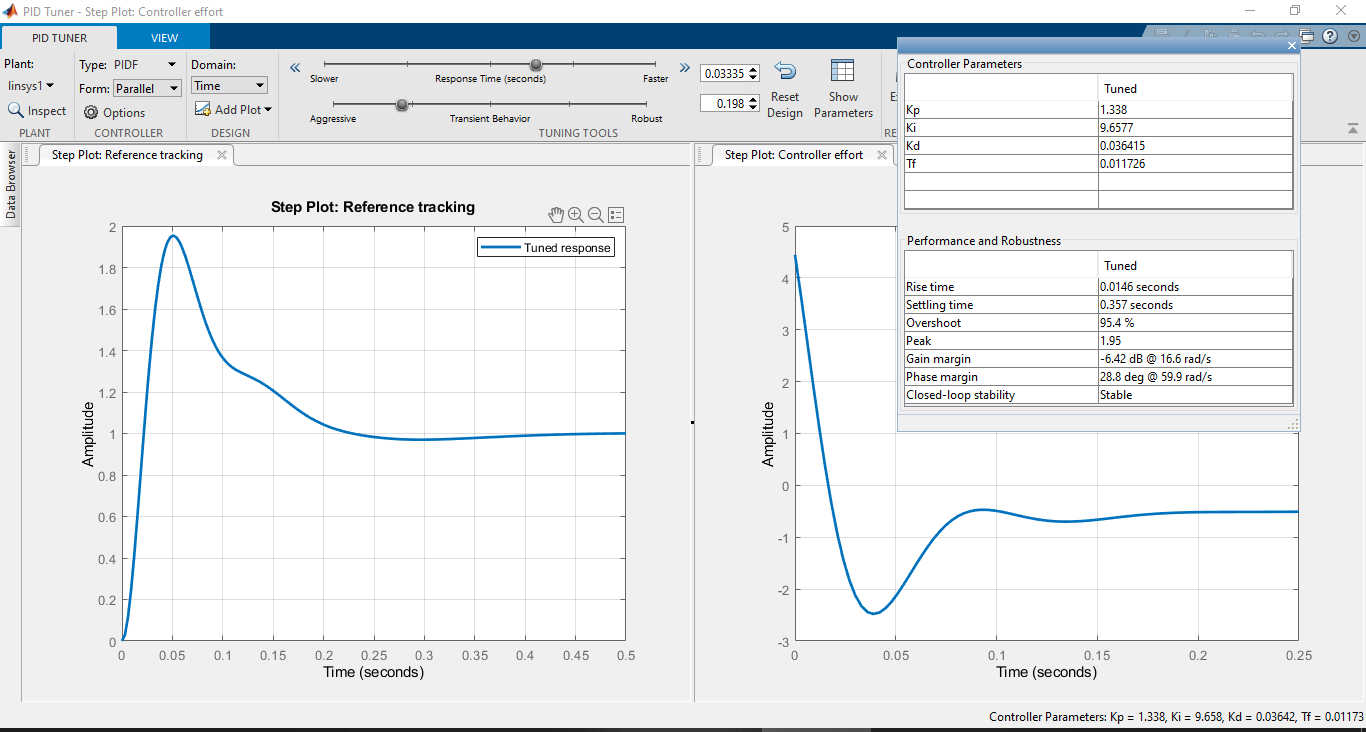 PID Tuner - Step Plot: Controller effort
PID TUNER VIEW
Plant: Type: PIDF Domain:
linsys1 Form: Parallel Time
Inspect Options Add Plot
Slower Response Time (seconds) Faster 0.03335
Aggressive Transient Behavior Robust 0.198
Reset Design Show Parameters
PLANT CONTROLLER DESIGN TUNING TOOLS RE
Data Browser
Step Plot: Reference tracking
Step Plot: Reference tracking
Tuned response
2
1.8
1.6
1.4
1.2
1
0.8
0.6
0.4
0.2
0
Amplitude
0 0.05 0.1 0.15 0.2 0.25 0.3 0.35 0.4 0.45 0.5
Time (seconds)
Step Plot: Controller effort
5
4
3
2
1
0
-1
-2
-3
Amplitude
0 0.05 0.1 0.15 0.2 0.25
Time (seconds)
Controller Parameters
Tuned
Kp 1.338
Ki 9.6577
Kd 0.036415
Tf 0.011726
Performance and Robustness
Tuned
Rise time 0.0146 seconds
Settling time 0.357 seconds
Overshoot 95.4 %
Peak 1.95
Gain margin -6.42 dB @ 16.6 rad/s
Phase margin 28.8 deg @ 59.9 rad/s
Closed-loop stability Stable
Controller Parameters: Kp = 1.338, Ki = 9.658, Kd = 0.03642, Tf = 0.01173